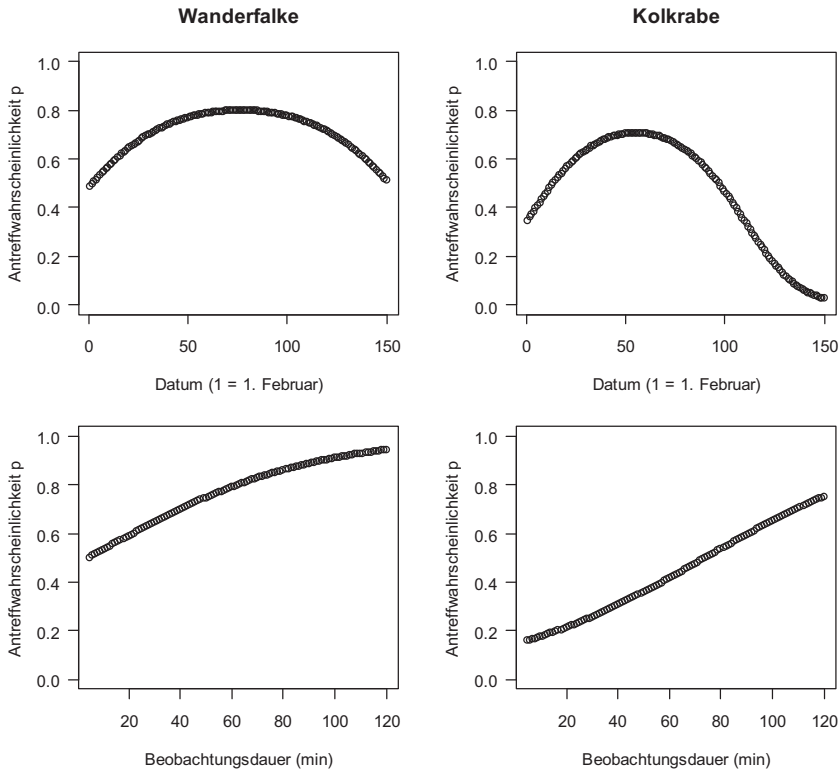 Wanderfalke
Antreffwahrscheinlichkeit p
1.0
0.8
0.6
0.4
0.2
0.0
0 50 100 150
Datum (1 = 1. Februar)
Kolkrabe
Antreffwahrscheinlichkeit p
1.0
0.8
0.6
0.4
0.2
0.0
0 50 100 150
Datum (1 = 1. Februar)
Antreffwahrscheinlichkeit p
1.0
0.8
0.6
0.4
0.2
0.0
20 40 60 80 100 120
Beobachtungsdauer (min)
Antreffwahrscheinlichkeit p
1.0
0.8
0.6
0.4
0.2
0.0
20 40 60 80 100 120
Beobachtungsdauer (min)